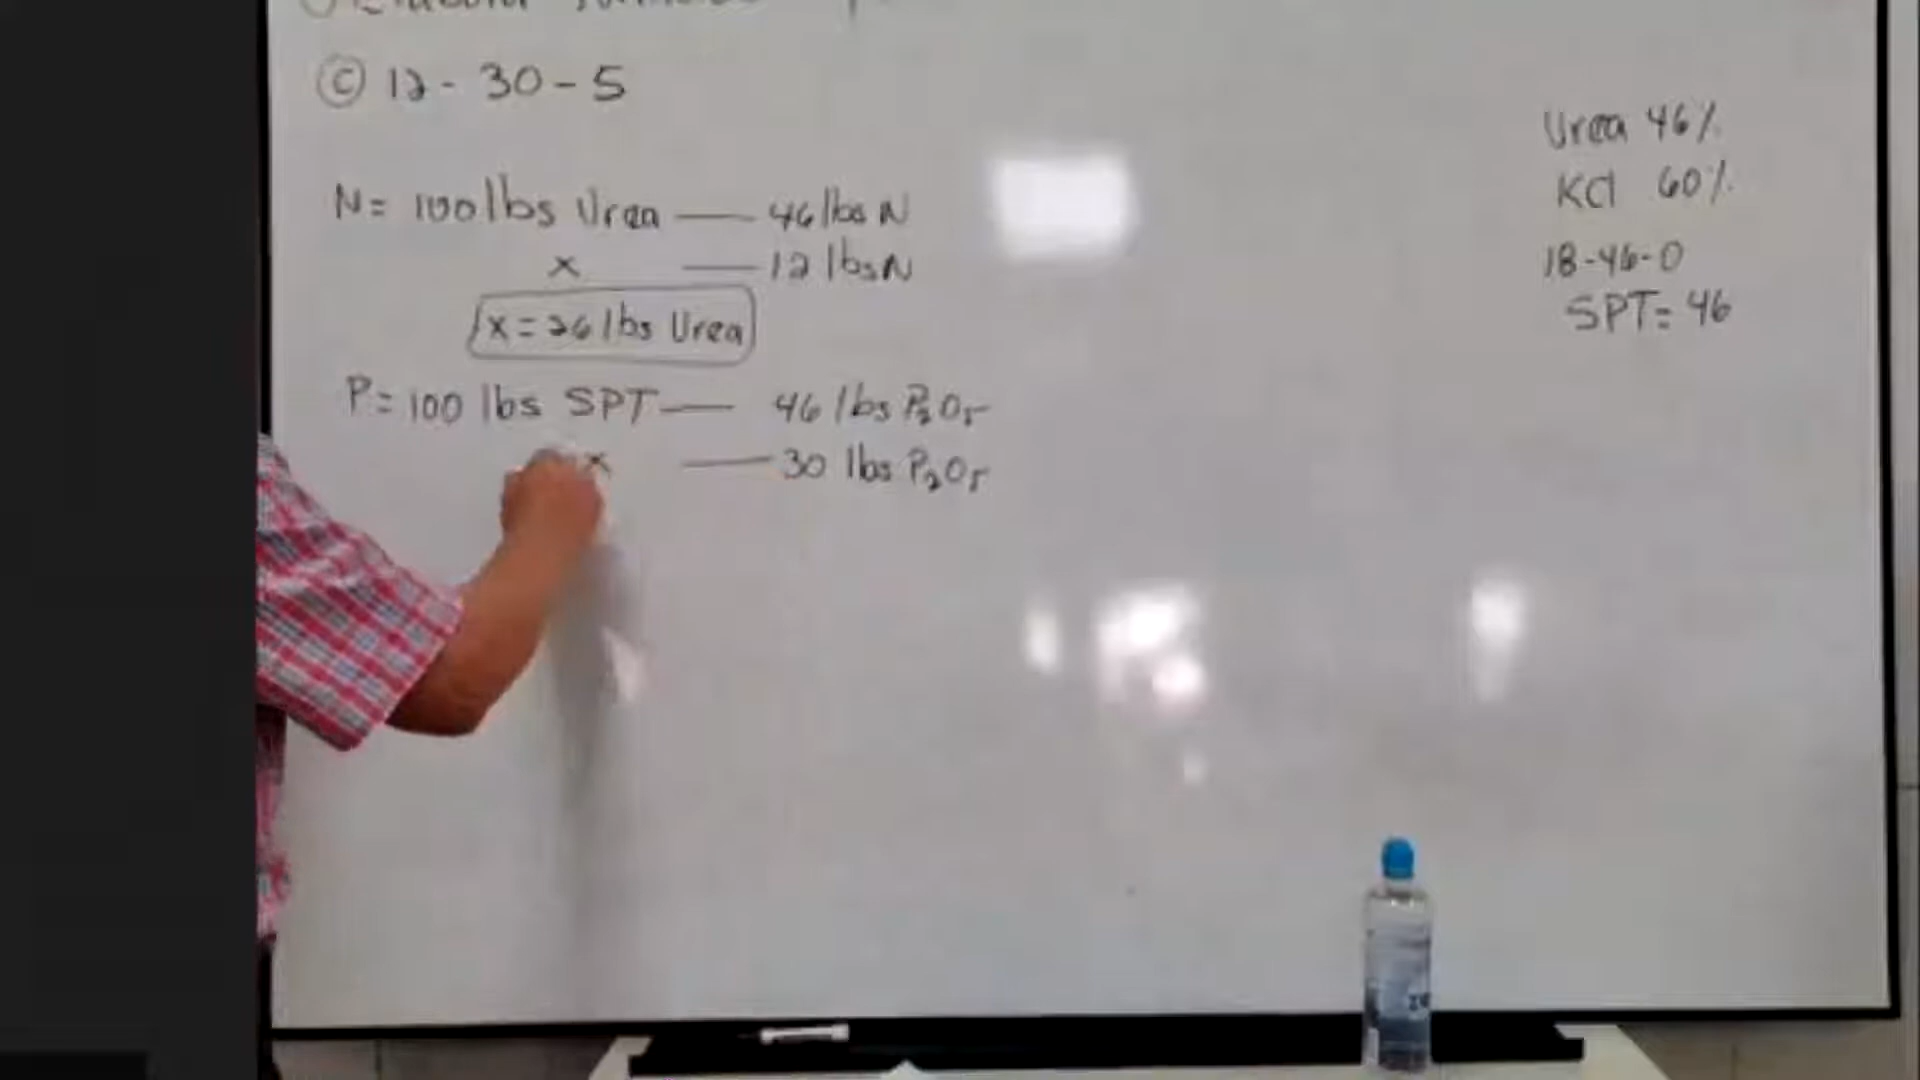 © 12 - 30 - 5
N = 100 lbs Urea — 46 lbs N
x — 12 lbs N
x = 26 lbs Urea
P = 100 lbs SPT — 46 lbs P₂O₅
x — 30 lbs P₂O₅
Urea 46%
KCl 60%
18-46-0
SPT = 46